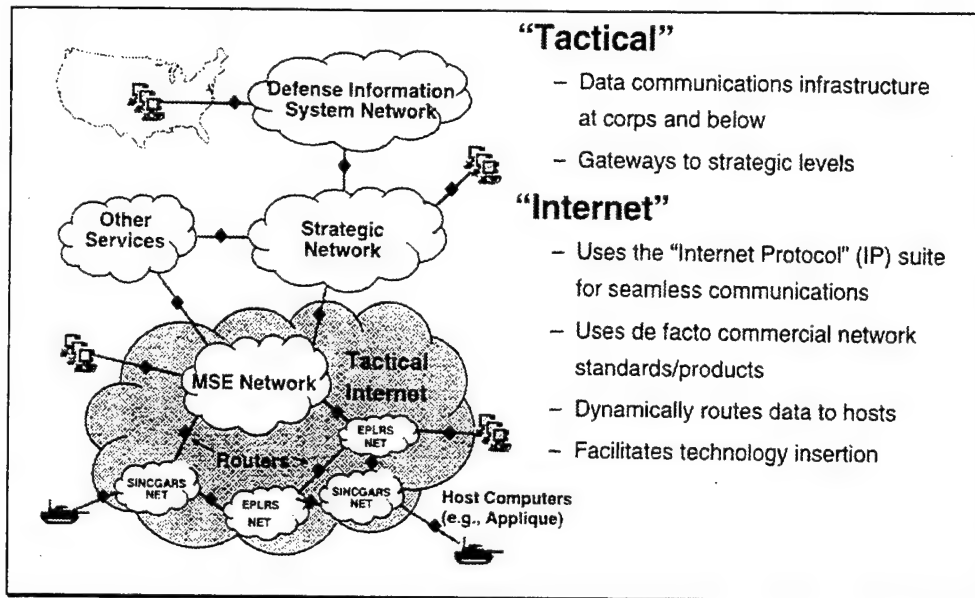 Defense Information
System Network
Other
Services
Strategic
Network
MSE Network
Tactical
Internet
EPLRS
NET
Routers
SINCGARS
NET
EPLRS
NET
SINCGARS
NET
Host Computers
(e.g., Applique)
“Tactical”
– Data communications infrastructure
at corps and below
– Gateways to strategic levels
“Internet”
– Uses the “Internet Protocol” (IP) suite
for seamless communications
– Uses de facto commercial network
standards/products
– Dynamically routes data to hosts
– Facilitates technology insertion